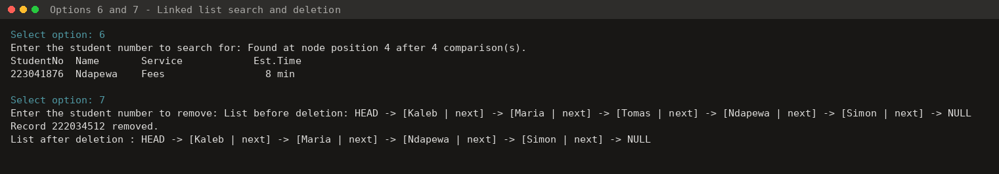 Options 6 and 7 - Linked list search and deletion
Select option: 6
Enter the student number to search for: Found at node position 4 after 4 comparison(s).
StudentNo  Name       Service            Est.Time
223041876  Ndapewa    Fees                 8 min
Select option: 7
Enter the student number to remove: List before deletion: HEAD -> [Kaleb | next] -> [Maria | next] -> [Tomas | next] -> [Ndapewa | next] -> [Simon | next] -> NULL
Record 222034512 removed.
List after deletion : HEAD -> [Kaleb | next] -> [Maria | next] -> [Ndapewa | next] -> [Simon | next] -> NULL